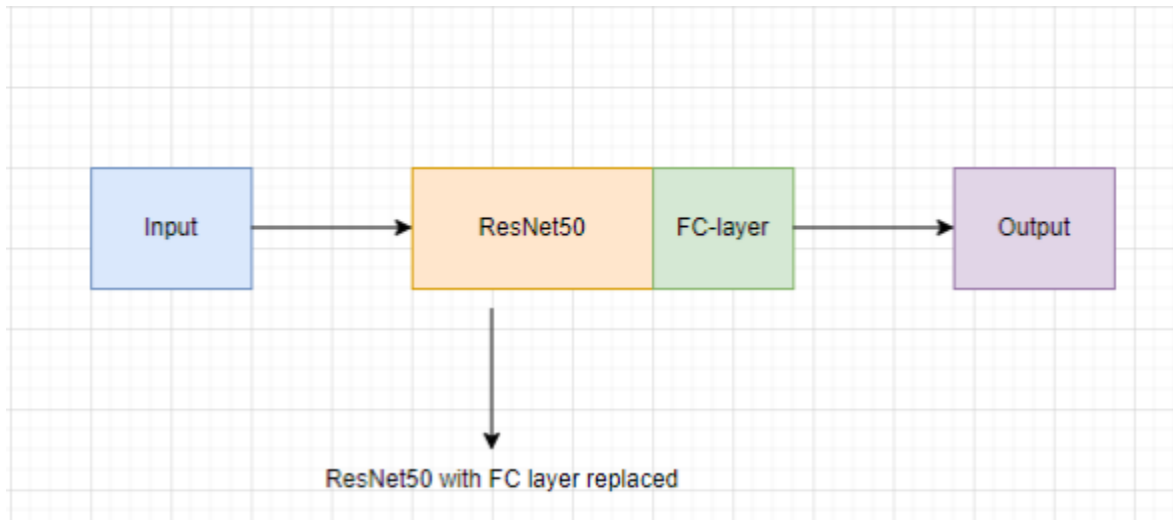 Input
ResNet50
FC-layer
Output
ResNet50 with FC layer replaced